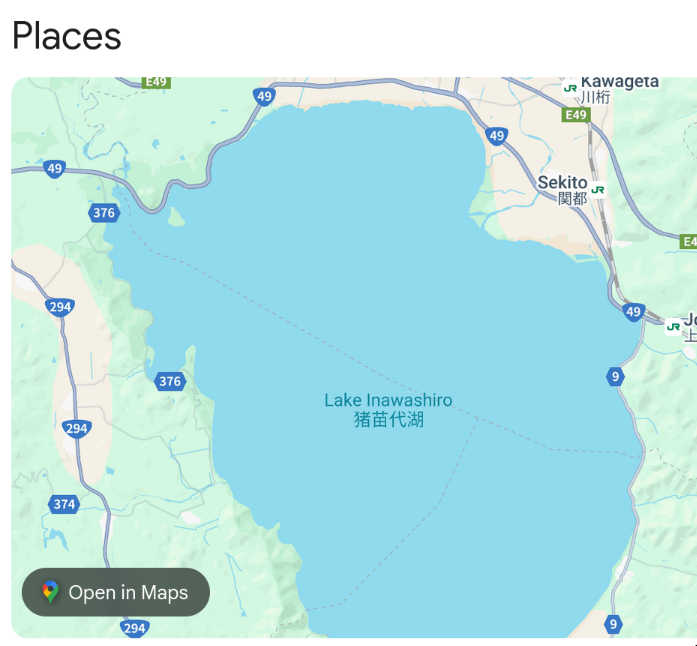 Places
E49
Kawageta
川桁
49
E49
49
49
Sekito
関都
376
E4
294
49
JR
上
9
376
Lake Inawashiro
猪苗代湖
294
374
Open in Maps
9
294